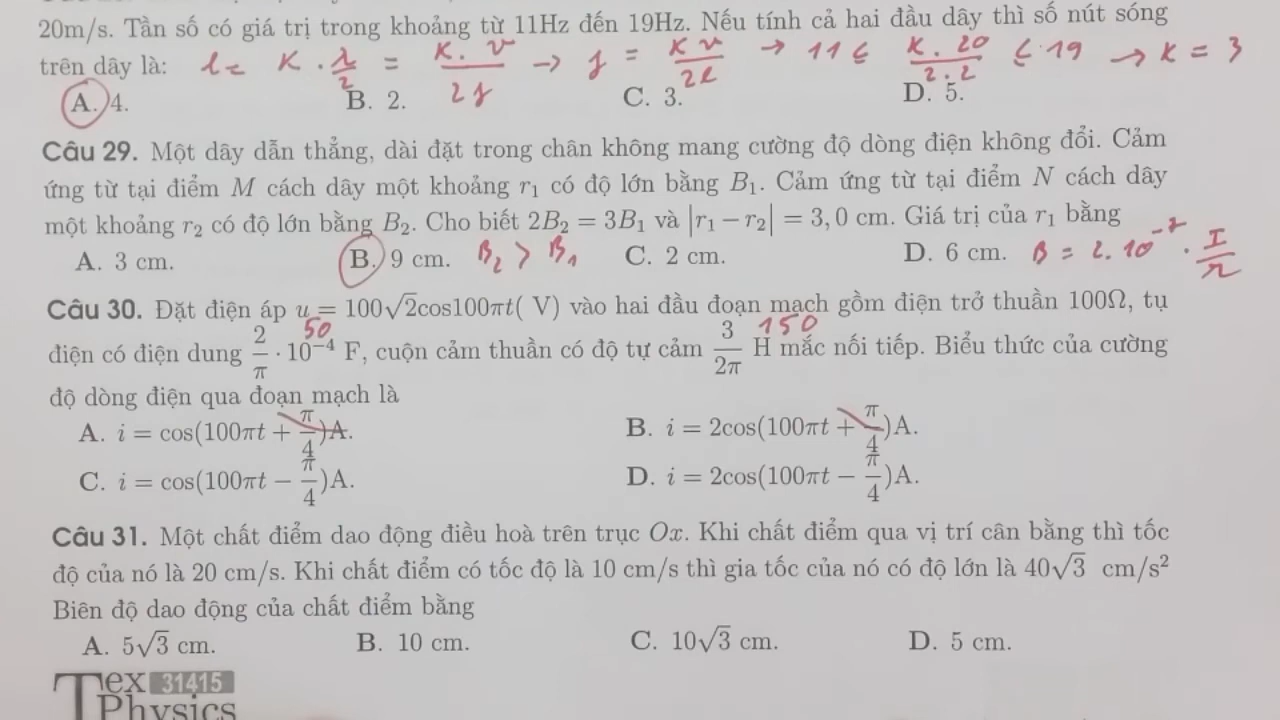 20m/s. Tần số có giá trị trong khoảng từ 11Hz đến 19Hz. Nếu tính cả hai đầu dây thì số nút sóng
trên dây là: l = K . λ/2 = K . v / 2f → f = K v / 2l → 11 ≤ K . 20 / 2 . 2 ≤ 19 → K = 3
A. 4. B. 2. C. 3. D. 5.
Câu 29. Một dây dẫn thẳng, dài đặt trong chân không mang cường độ dòng điện không đổi. Cảm
ứng từ tại điểm M cách dây một khoảng r₁ có độ lớn bằng B₁. Cảm ứng từ tại điểm N cách dây
một khoảng r₂ có độ lớn bằng B₂. Cho biết 2B₂ = 3B₁ và |r₁ − r₂| = 3,0 cm. Giá trị của r₁ bằng
A. 3 cm. B. 9 cm. B₂ > B₁ C. 2 cm. D. 6 cm. B = 2.10⁻⁷ . I/r
Câu 30. Đặt điện áp u = 100√2cos100πt( V) vào hai đầu đoạn mạch gồm điện trở thuần 100Ω, tụ
50 150
điện có điện dung 2/π · 10⁻⁴ F, cuộn cảm thuần có độ tự cảm 3/2π H mắc nối tiếp. Biểu thức của cường
độ dòng điện qua đoạn mạch là
A. i = cos(100πt + π/4)A. B. i = 2cos(100πt + π/4)A.
C. i = cos(100πt − π/4)A. D. i = 2cos(100πt − π/4)A.
Câu 31. Một chất điểm dao động điều hoà trên trục Ox. Khi chất điểm qua vị trí cân bằng thì tốc
độ của nó là 20 cm/s. Khi chất điểm có tốc độ là 10 cm/s thì gia tốc của nó có độ lớn là 40√3 cm/s²
Biên độ dao động của chất điểm bằng
A. 5√3 cm. B. 10 cm. C. 10√3 cm. D. 5 cm.
Tex 31415
Physics